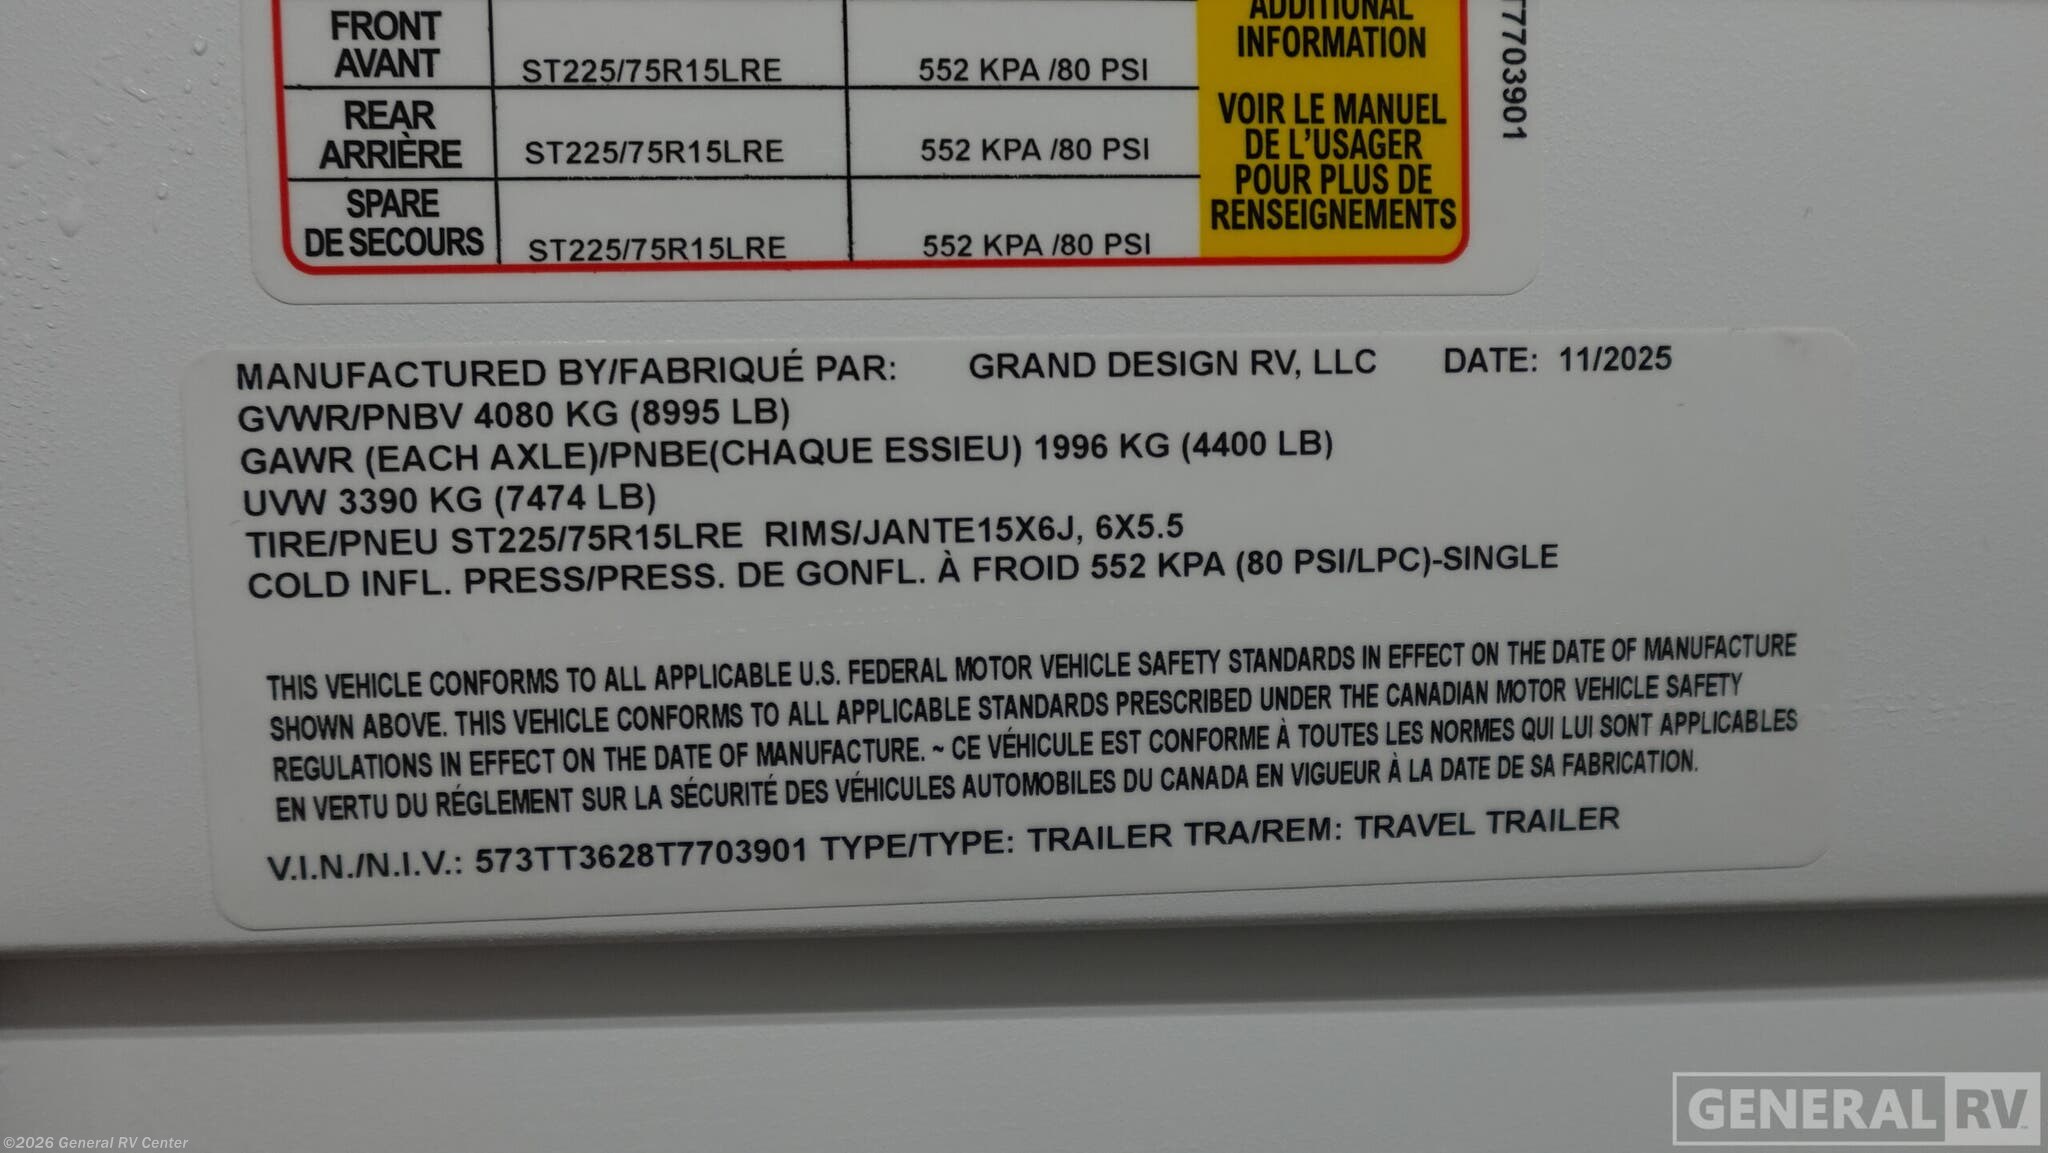 FRONT
AVANT
ST225/75R15LRE
552 KPA /80 PSI
REAR
ARRIÈRE
ST225/75R15LRE
552 KPA /80 PSI
SPARE
DE SECOURS
ST225/75R15LRE
552 KPA /80 PSI
ADDITIONAL
INFORMATION
VOIR LE MANUEL
DE L'USAGER
POUR PLUS DE
RENSEIGNEMENTS
T7703901
MANUFACTURED BY/FABRIQUÉ PAR: GRAND DESIGN RV, LLC DATE: 11/2025
GVWR/PNBV 4080 KG (8995 LB)
GAWR (EACH AXLE)/PNBE(CHAQUE ESSIEU) 1996 KG (4400 LB)
UVW 3390 KG (7474 LB)
TIRE/PNEU ST225/75R15LRE RIMS/JANTE15X6J, 6X5.5
COLD INFL. PRESS/PRESS. DE GONFL. À FROID 552 KPA (80 PSI/LPC)-SINGLE
THIS VEHICLE CONFORMS TO ALL APPLICABLE U.S. FEDERAL MOTOR VEHICLE SAFETY STANDARDS IN EFFECT ON THE DATE OF MANUFACTURE
SHOWN ABOVE. THIS VEHICLE CONFORMS TO ALL APPLICABLE STANDARDS PRESCRIBED UNDER THE CANADIAN MOTOR VEHICLE SAFETY
REGULATIONS IN EFFECT ON THE DATE OF MANUFACTURE. ~ CE VÉHICULE EST CONFORME À TOUTES LES NORMES QUI LUI SONT APPLICABLES
EN VERTU DU RÉGLEMENT SUR LA SÉCURITÉ DES VÉHICULES AUTOMOBILES DU CANADA EN VIGUEUR À LA DATE DE SA FABRICATION.
V.I.N./N.I.V.: 573TT3628T7703901 TYPE/TYPE: TRAILER TRA/REM: TRAVEL TRAILER
GENERAL RV
©2026 General RV Center